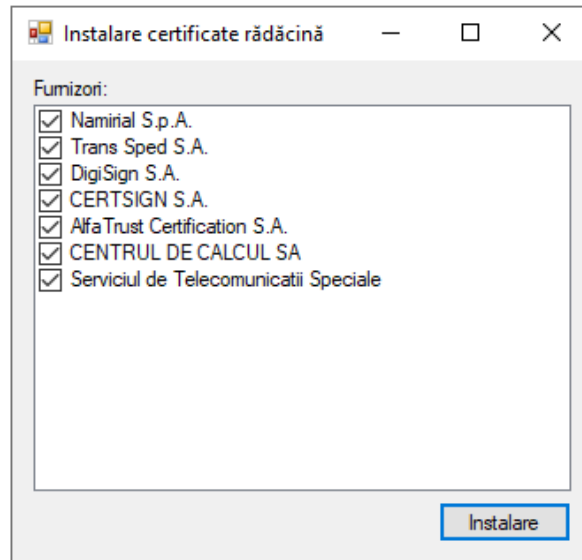 Instalare certificate rădăcină
Furnizori:
Namirial S.p.A.
Trans Sped S.A.
DigiSign S.A.
CERTSIGN S.A.
AlfaTrust Certification S.A.
CENTRUL DE CALCUL SA
Serviciul de Telecomunicatii Speciale
Instalare